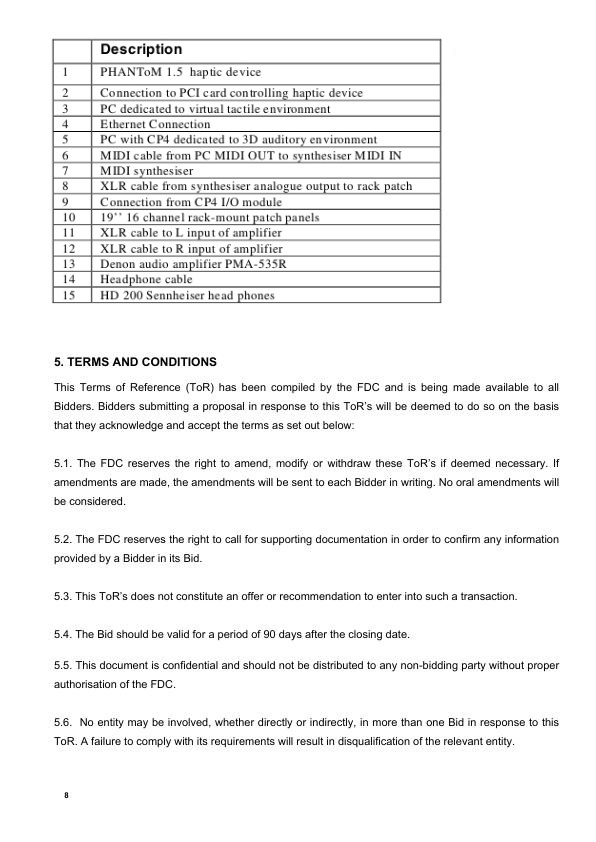 Description
1 PHANToM 1.5 haptic device
2 Connection to PCI card controlling haptic device
3 PC dedicated to virtual tactile environment
4 Ethernet Connection
5 PC with CP4 dedicated to 3D auditory environment
6 MIDI cable from PC MIDI OUT to synthesiser MIDI IN
7 MIDI synthesiser
8 XLR cable from synthesiser analogue output to rack patch
9 Connection from CP4 I/O module
10 19’’ 16 channel rack-mount patch panels
11 XLR cable to L input of amplifier
12 XLR cable to R input of amplifier
13 Denon audio amplifier PMA-535R
14 Headphone cable
15 HD 200 Sennheiser head phones
5. TERMS AND CONDITIONS
This Terms of Reference (ToR) has been compiled by the FDC and is being made available to all
Bidders. Bidders submitting a proposal in response to this ToR’s will be deemed to do so on the basis
that they acknowledge and accept the terms as set out below:
5.1. The FDC reserves the right to amend, modify or withdraw these ToR’s if deemed necessary. If
amendments are made, the amendments will be sent to each Bidder in writing. No oral amendments will
be considered.
5.2. The FDC reserves the right to call for supporting documentation in order to confirm any information
provided by a Bidder in its Bid.
5.3. This ToR’s does not constitute an offer or recommendation to enter into such a transaction.
5.4. The Bid should be valid for a period of 90 days after the closing date.
5.5. This document is confidential and should not be distributed to any non-bidding party without proper
authorisation of the FDC.
5.6. No entity may be involved, whether directly or indirectly, in more than one Bid in response to this
ToR. A failure to comply with its requirements will result in disqualification of the relevant entity.
8